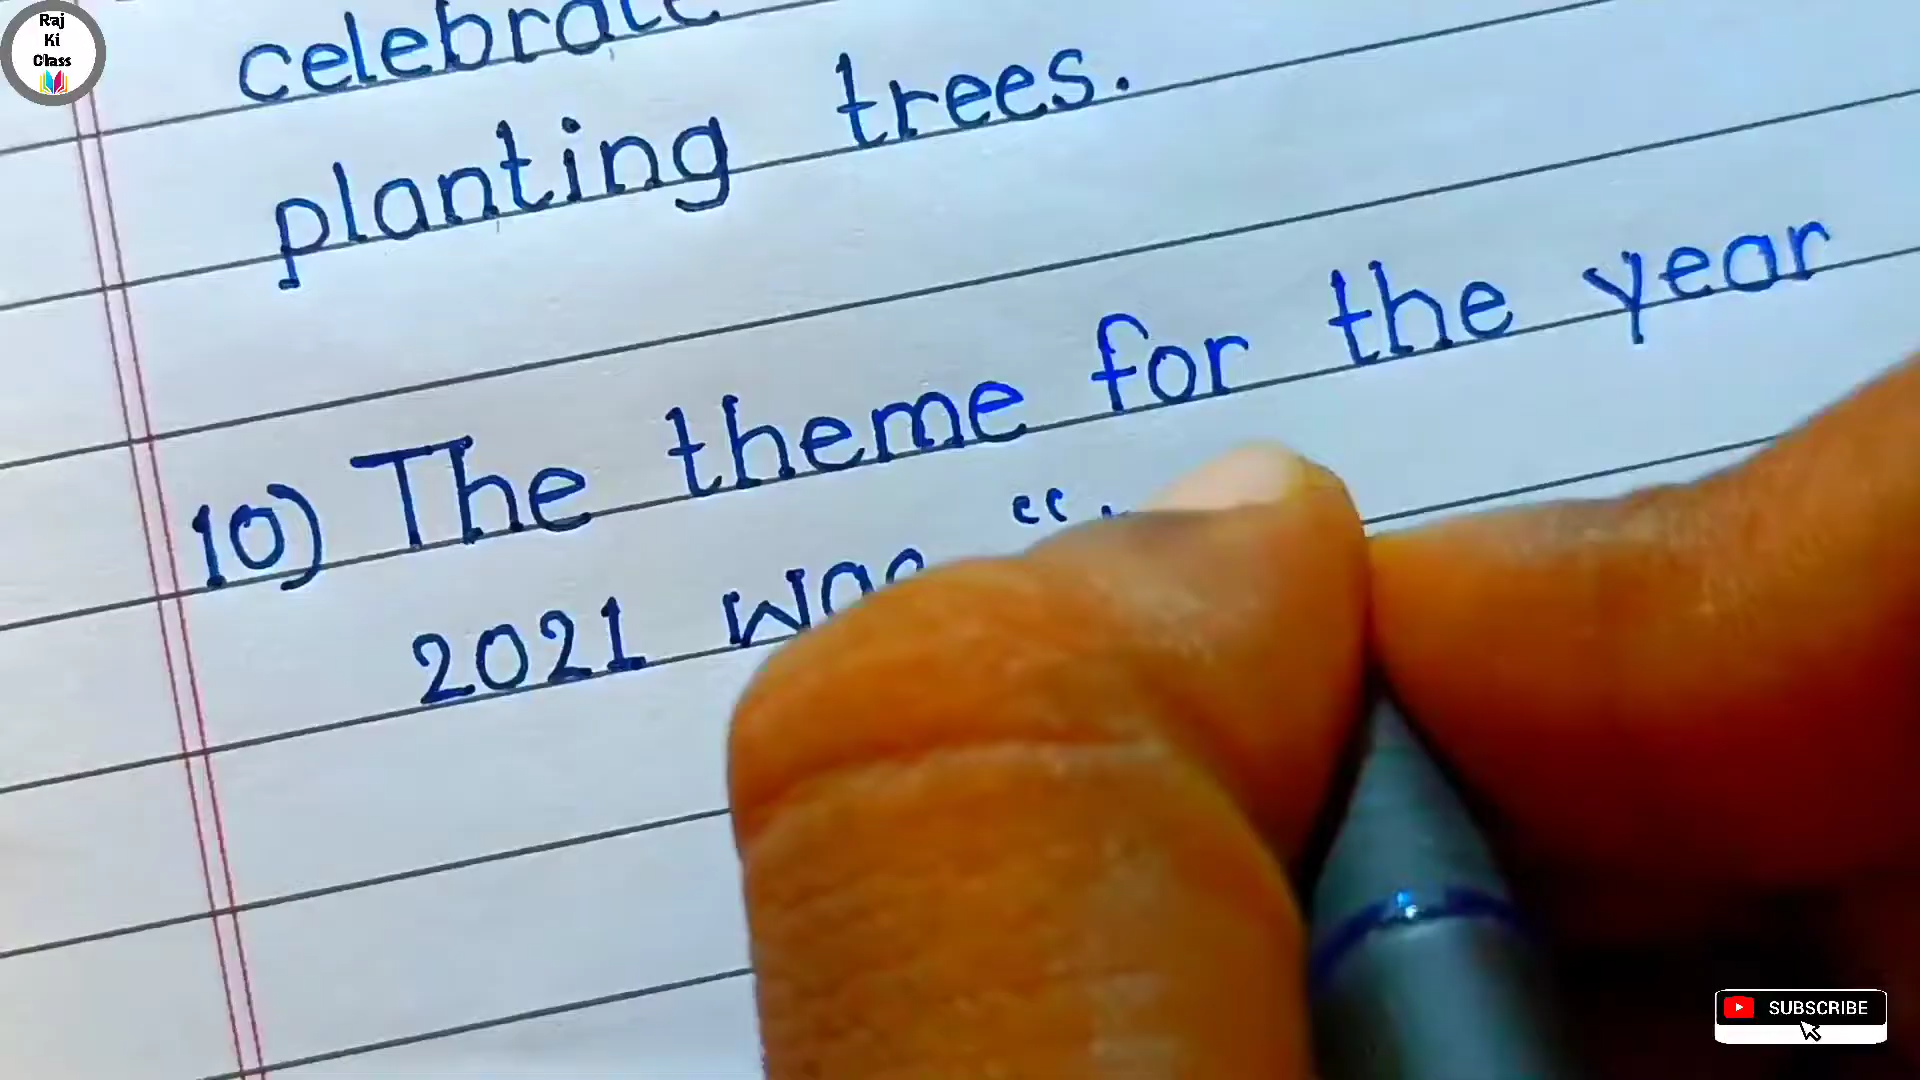 Raj
Ki
Class
celebrate
planting trees.
10) The theme for the year
2021 was “
SUBSCRIBE